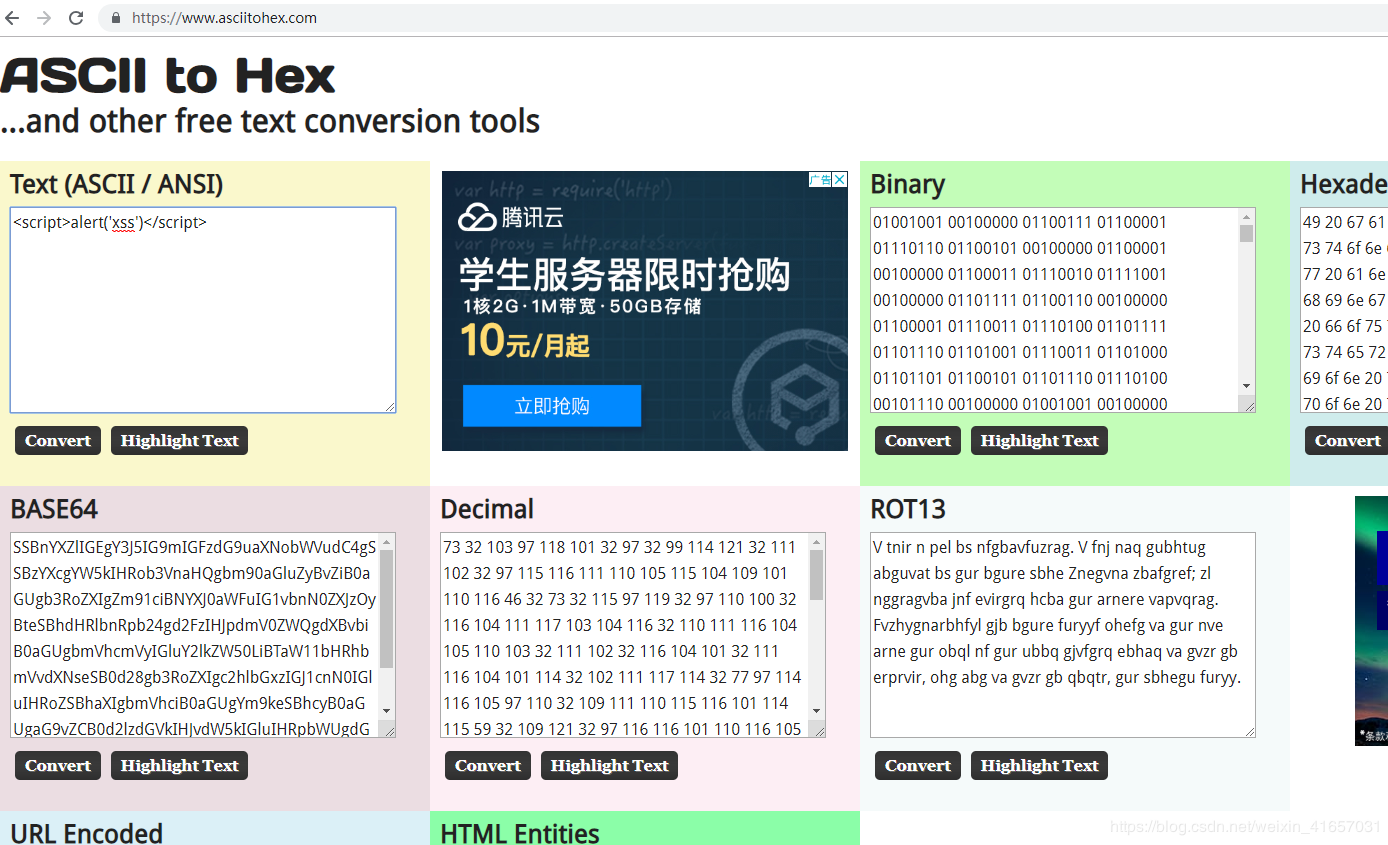 https://www.asciitohex.com
ASCII to Hex
...and other free text conversion tools
Text (ASCII / ANSI)
<script>alert('xss')</script>
Convert
Highlight Text
var http = require('http')
广告
腾讯云
var proxy = http.createServer
学生服务器限时抢购
1核2G·1M带宽·50GB存储
10元/月起
立即抢购
Binary
01001001 00100000 01100111 01100001
01110110 01100101 00100000 01100001
00100000 01100011 01110010 01111001
00100000 01101111 01100110 00100000
01100001 01110011 01110100 01101111
01101110 01101001 01110011 01101000
01101101 01100101 01101110 01110100
00101110 00100000 01001001 00100000
Convert
Highlight Text
Hexade
49 20 67 61
73 74 6f 6e
77 20 61 6e
68 69 6e 67
20 66 6f 75
73 74 65 72
69 6f 6e 20
70 6f 6e 20
Convert
BASE64
SSBnYXZlIGEgY3J5IG9mIGFzdG9uaXNobWVudC4gS
SBzYXcgYW5kIHRob3VnaHQgbm90aGluZyBvZiB0a
GUgb3RoZXIgZm91ciBNYXJ0aWFuIG1vbnN0ZXJzOy
BteSBhdHRlbnRpb24gd2FzIHJpdmV0ZWQgdXBvbi
B0aGUgbmVhcmVyIGluY2lkZW50LiBTaW11bHRhb
mVvdXNseSB0d28gb3RoZXIgc2hlbGxzIGJ1cnN0IGl
uIHRoZSBhaXIgbmVhciB0aGUgYm9keSBhcyB0aG
UgaG9vZCB0d2lzdGVkIHJvdW5kIGluIHRpbWUgdG
Convert
Highlight Text
Decimal
73 32 103 97 118 101 32 97 32 99 114 121 32 111
102 32 97 115 116 111 110 105 115 104 109 101
110 116 46 32 73 32 115 97 119 32 97 110 100 32
116 104 111 117 103 104 116 32 110 111 116 104
105 110 103 32 111 102 32 116 104 101 32 111
116 104 101 114 32 102 111 117 114 32 77 97 114
116 105 97 110 32 109 111 110 115 116 101 114
115 59 32 109 121 32 97 116 116 101 110 116 105
Convert
Highlight Text
ROT13
V tnir n pel bs nfgbavfuzrag. V fnj naq gubhtug
abguvat bs gur bgure sbhe Znegvna zbafgref; zl
nggragvba jnf evirgrq hcba gur arnere vapvqrag.
Fvzhygnarbhfyl gjb bgure furyyf ohefg va gur nve
arne gur obql nf gur ubbq gjvfgrq ebhaq va gvzr gb
erprvir, ohg abg va gvzr gb qbqtr, gur sbhegu furyy.
Convert
Highlight Text
URL Encoded
HTML Entities
https://blog.csdn.net/weixin_41657031